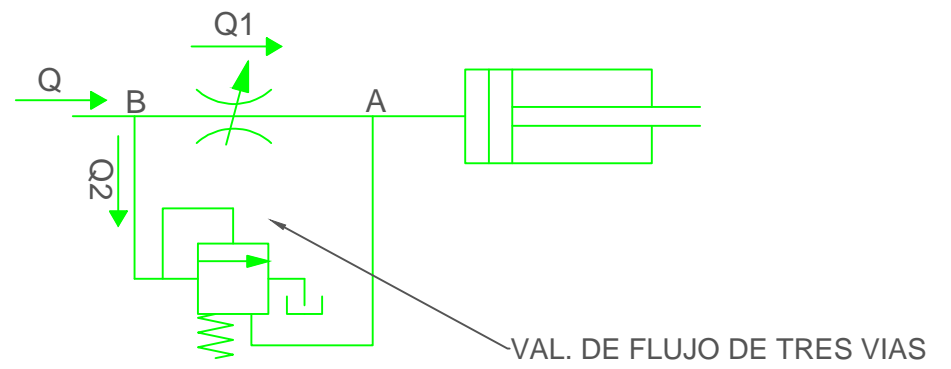 Q1
Q
B
A
Q2
VAL. DE FLUJO DE TRES VIAS